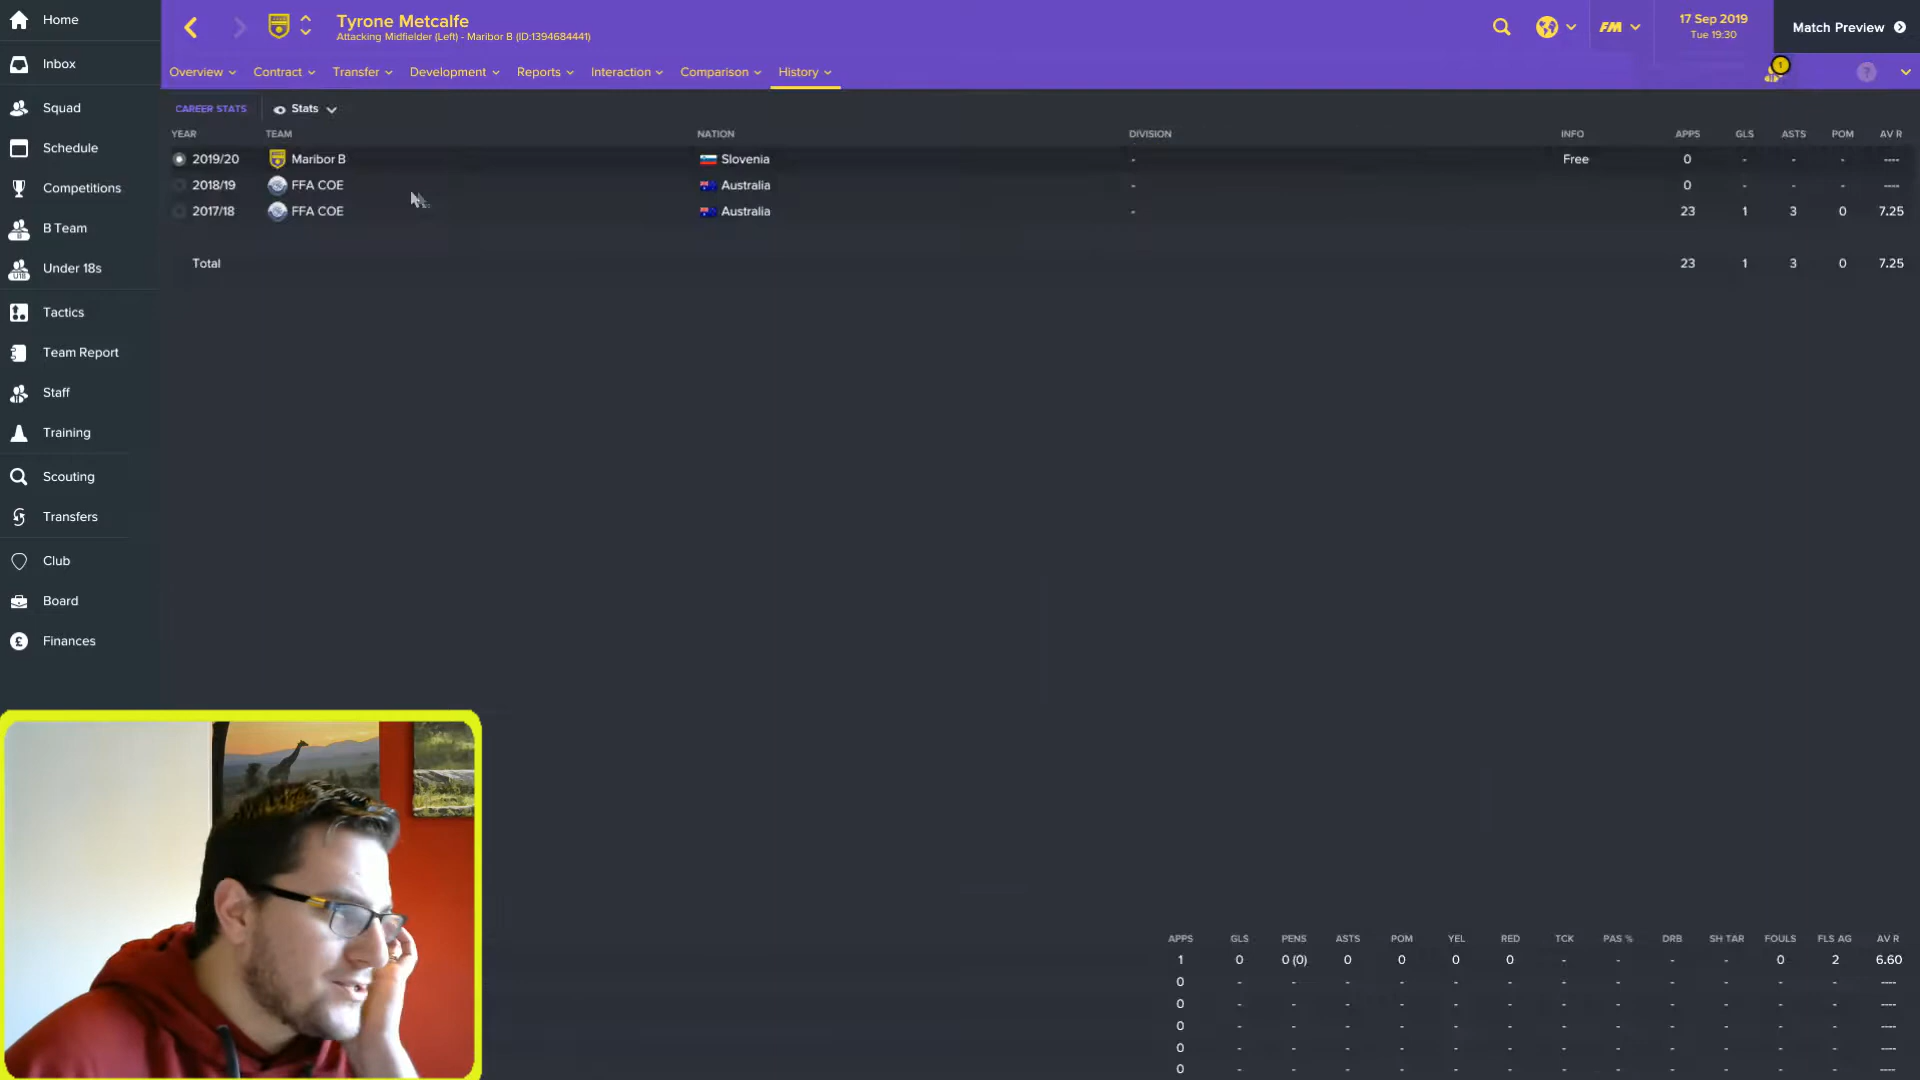 Home
Inbox
Squad
Schedule
Competitions
B Team
Under 18s
Tactics
Team Report
Staff
Training
Scouting
Transfers
Club
Board
Finances
Tyrone Metcalfe
Attacking Midfielder (Left) - Maribor B (ID:1394684441)
FM
17 Sep 2019
Tue 19:30
Match Preview
Overview Contract Transfer Development Reports Interaction Comparison History
1 ?
CAREER STATS Stats
YEAR TEAM NATION DIVISION INFO APPS GLS ASTS POM AV R
2019/20 Maribor B Slovenia - Free 0 - - - ----
2018/19 FFA COE Australia - 0 - - - ----
2017/18 FFA COE Australia - 23 1 3 0 7.25
Total 23 1 3 0 7.25
APPS GLS PENS ASTS POM YEL RED TCK PAS % DRB SH TAR FOULS FLS AG AV R
1 0 0 (0) 0 0 0 0 - - - - 0 2 6.60
0 - - - - - - - - - - - - ----
0 - - - - - - - - - - - - ----
0 - - - - - - - - - - - - ----
0 - - - - - - - - - - - - ----
0 - - - - - - - - - - - - ----